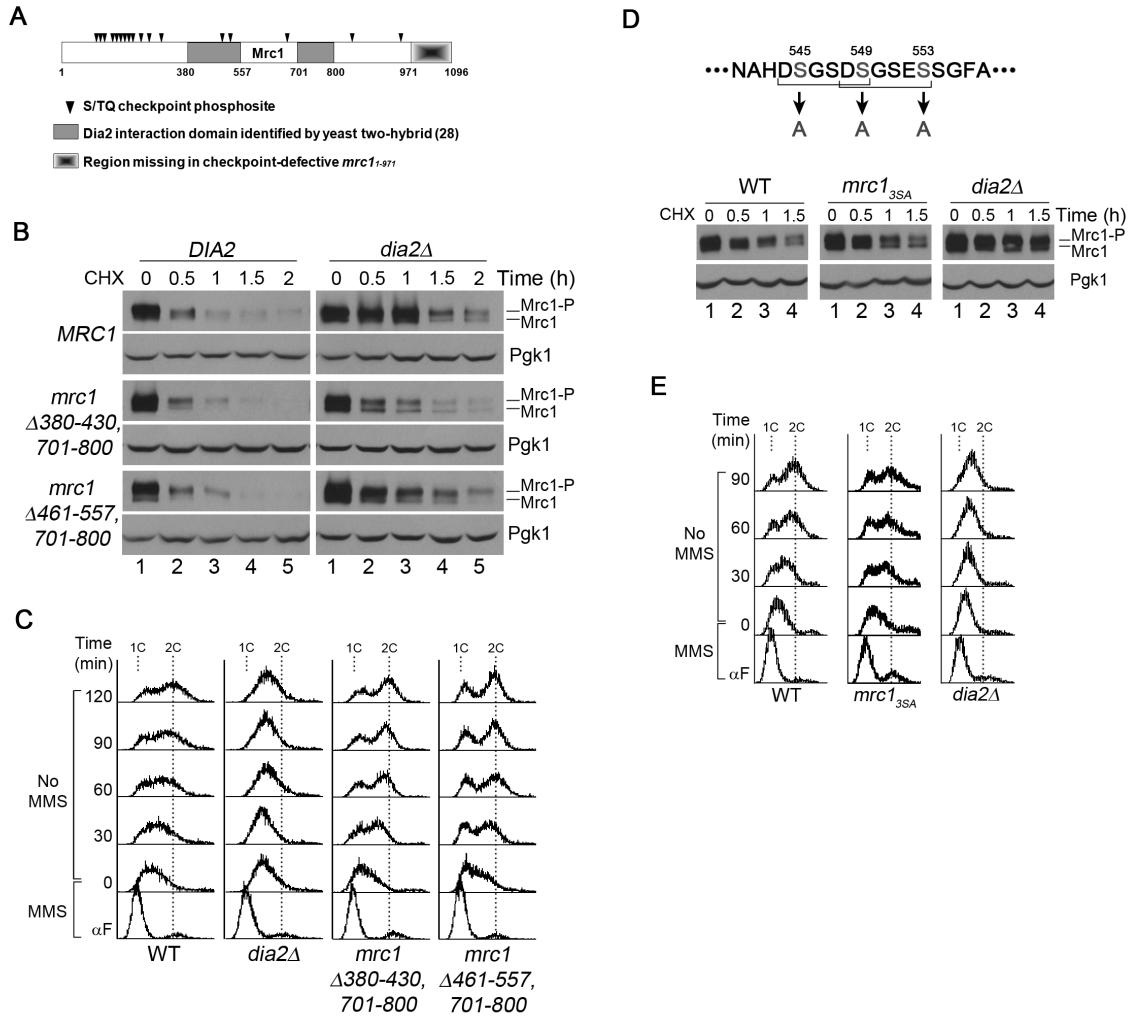 A
Mrc1
1 380 557 701 800 971 1096
S/TQ checkpoint phosphosite
Dia2 interaction domain identified by yeast two-hybrid (28)
Region missing in checkpoint-defective mrc1 1-971
B
DIA2 dia2Δ
CHX 0 0.5 1 1.5 2 0 0.5 1 1.5 2 Time (h)
MRC1
Mrc1-P
Mrc1
Pgk1
mrc1
Δ380-430,
701-800
Mrc1-P
Mrc1
Pgk1
mrc1
Δ461-557,
701-800
Mrc1-P
Mrc1
Pgk1
1 2 3 4 5 1 2 3 4 5
C
Time
(min)
1C 2C 1C 2C 1C 2C 1C 2C
120
90
No
MMS
60
30
0
MMS
αF
WT dia2Δ mrc1 mrc1
Δ380-430, Δ461-557,
701-800 701-800
D
545 549 553
•••NAHDSGSDSGSESSGFA•••
A A A
WT mrc1 3SA dia2Δ
CHX 0 0.5 1 1.5 0 0.5 1 1.5 0 0.5 1 1.5 Time (h)
Mrc1-P
Mrc1
Pgk1
1 2 3 4 1 2 3 4 1 2 3 4
E
Time
(min)
1C 2C 1C 2C 1C 2C
90
60
No
MMS
30
0
MMS
αF
WT mrc1 3SA dia2Δ